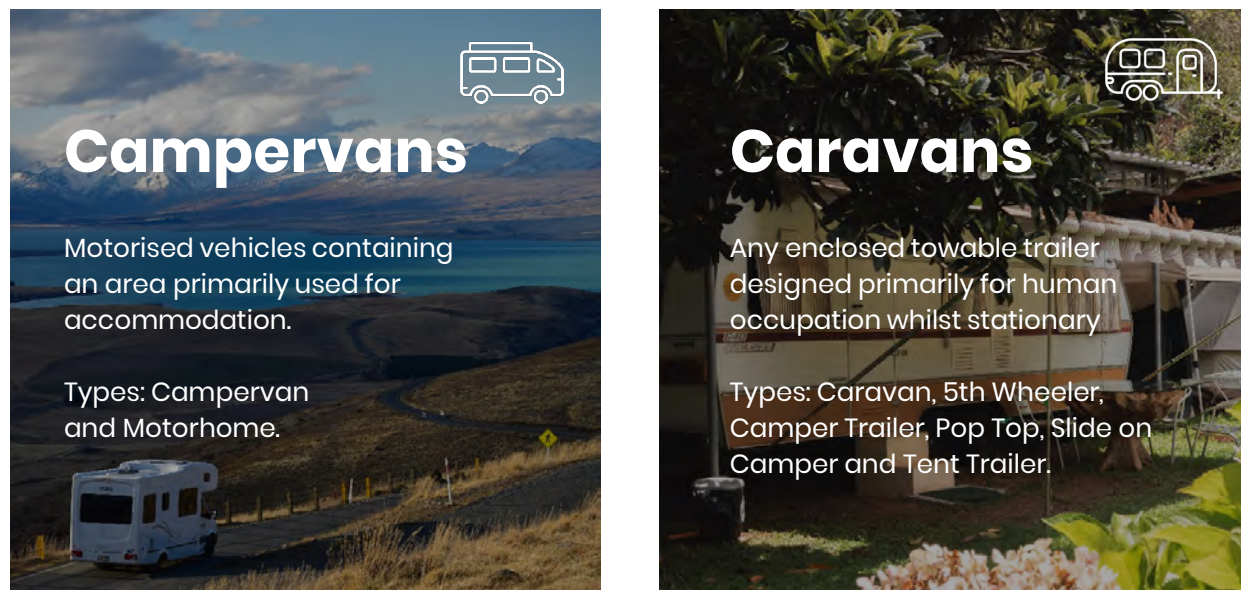 Campervans
Motorised vehicles containing
an area primarily used for
accommodation.
Types: Campervan
and Motorhome.
Caravans
Any enclosed towable trailer
designed primarily for human
occupation whilst stationary
Types: Caravan, 5th Wheeler,
Camper Trailer, Pop Top, Slide on
Camper and Tent Trailer.